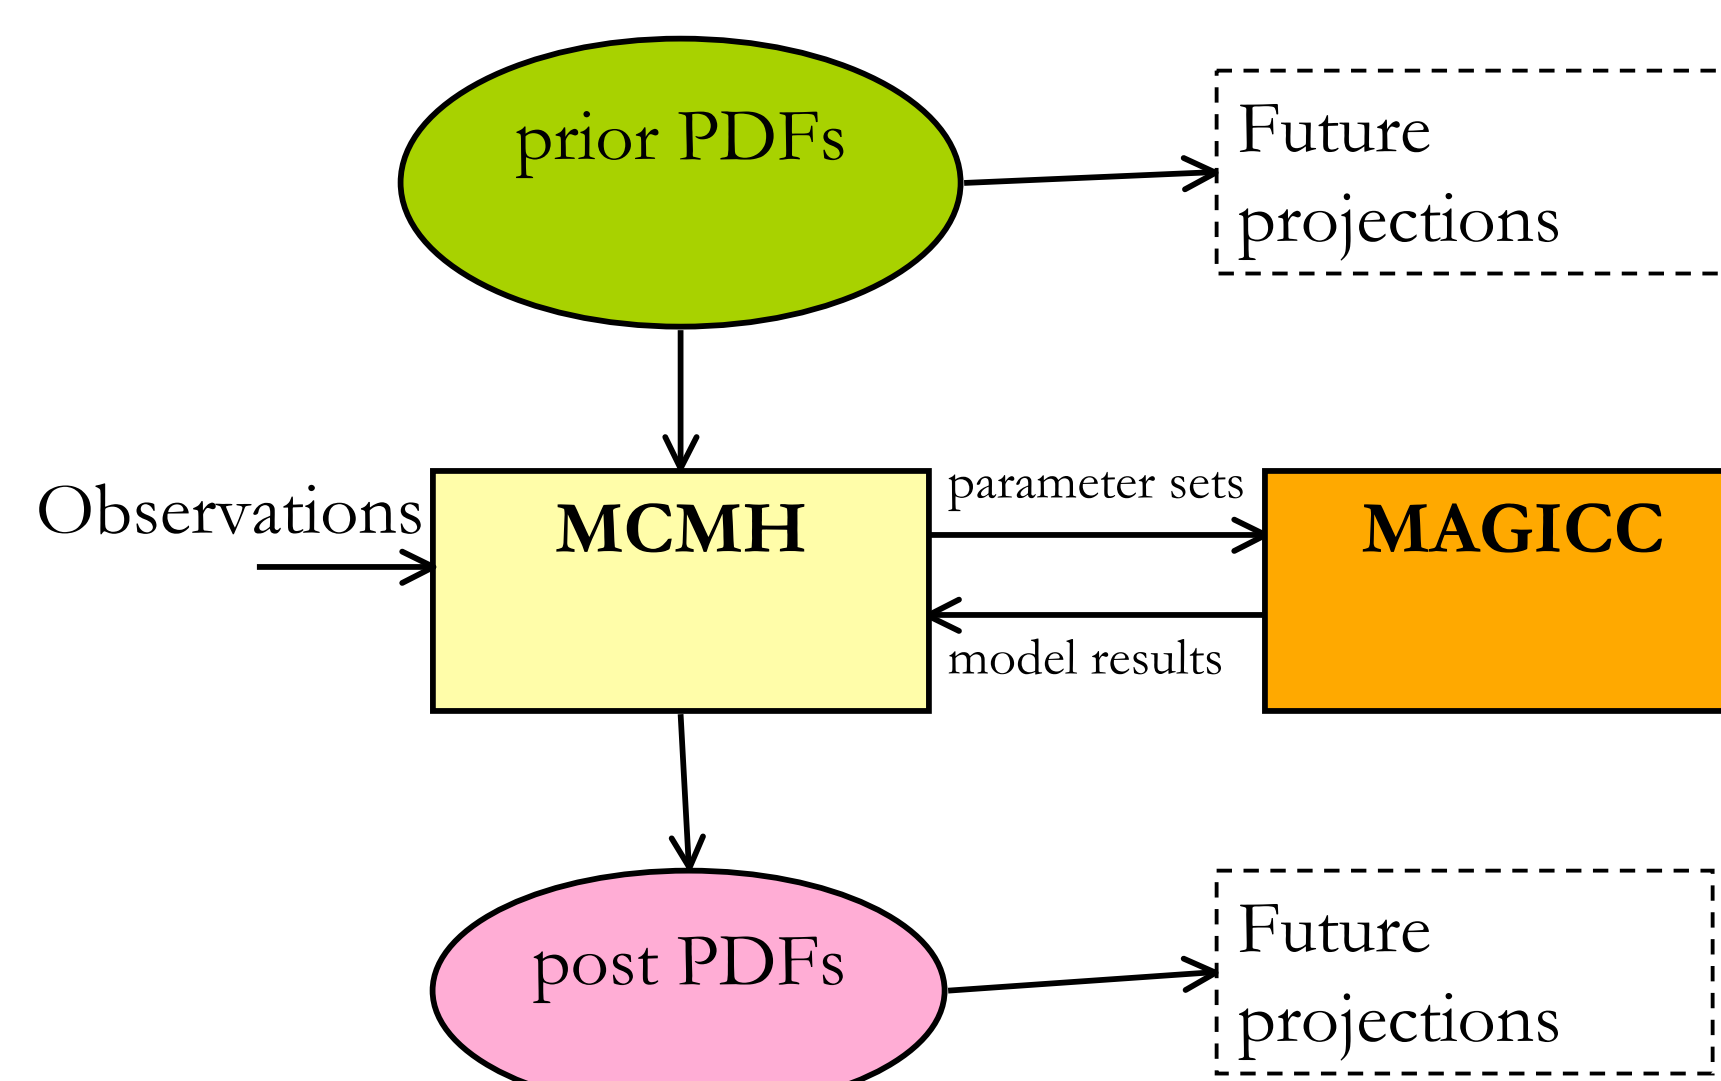 prior PDFs
Future
projections
Observations
MCMH
parameter sets
MAGICC
model results
post PDFs
Future
projections